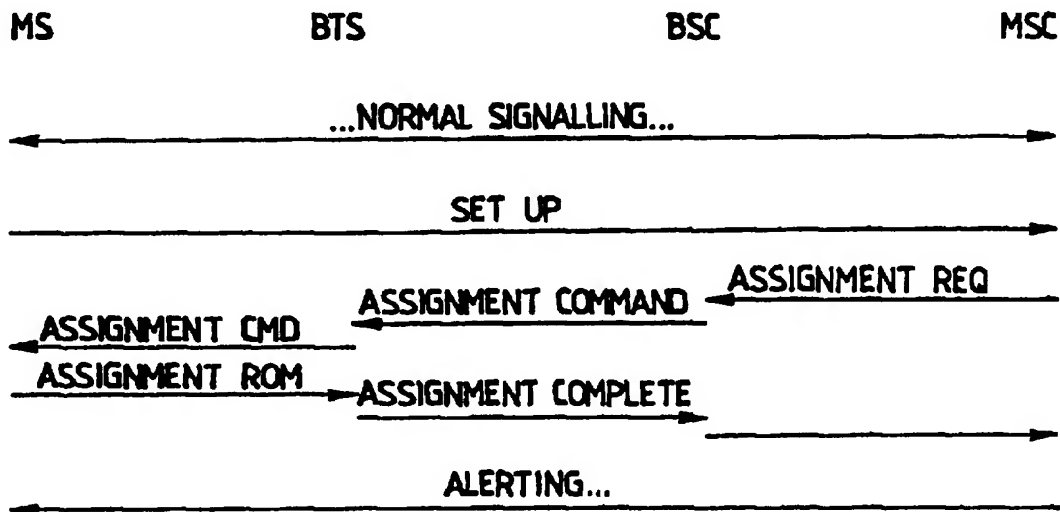 MS BTS BSC MSC
...NORMAL SIGNALLING...
SET UP
ASSIGNMENT REQ
ASSIGNMENT COMMAND
ASSIGNMENT CMD
ASSIGNMENT ROM
ASSIGNMENT COMPLETE
ALERTING...